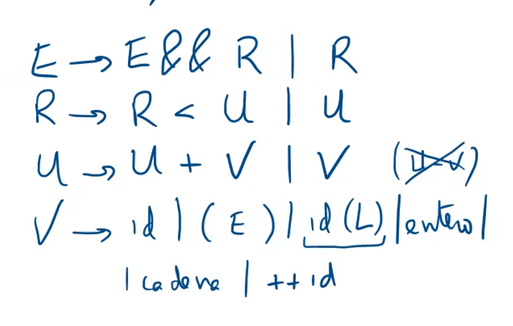 E → E && R | R
R → R < U | U
U → U + V | V (U - V)
V → id | ( E ) | id (L) | entero |
| cadena | ++ id